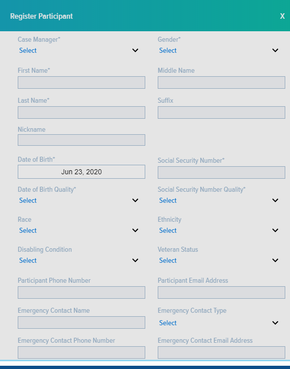 Register Participant X
Case Manager* Gender*
Select Select
First Name* Middle Name
Last Name* Suffix
Nickname
Date of Birth* Social Security Number*
Jun 23, 2020
Date of Birth Quality* Social Security Number Quality*
Select Select
Race Ethnicity
Select Select
Disabling Condition Veteran Status
Select Select
Participant Phone Number Participant Email Address
Emergency Contact Name Emergency Contact Type
Select
Emergency Contact Phone Number Emergency Contact Email Address